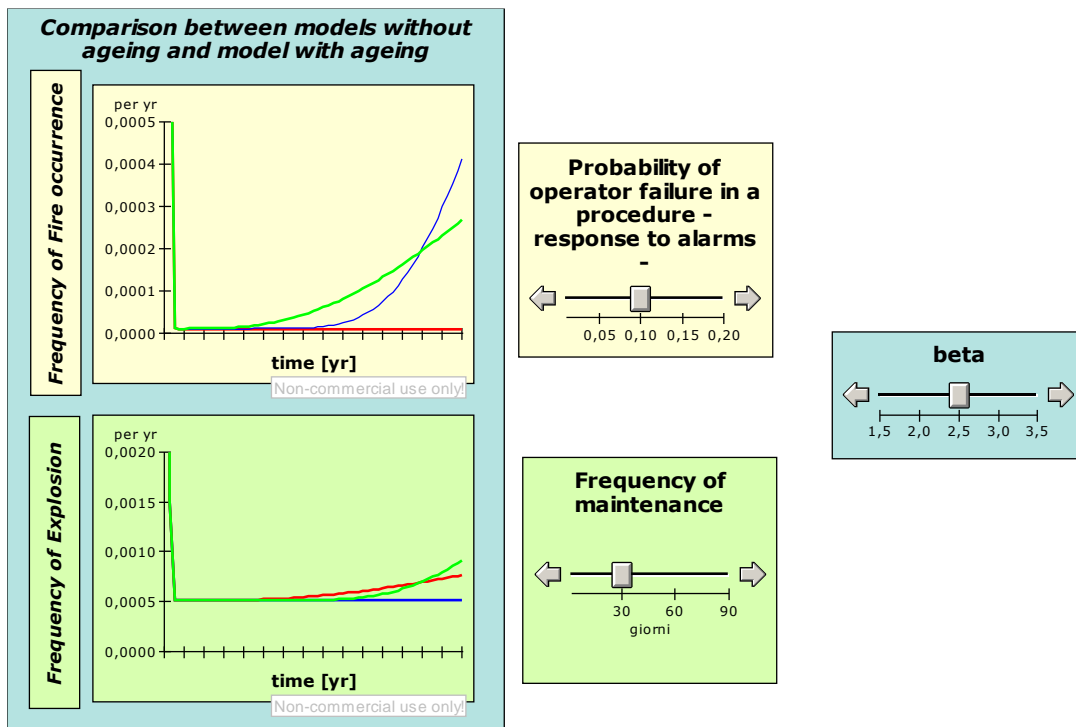 Comparison between models without
ageing and model with ageing
Frequency of Fire occurrence
per yr
0,0005
0,0004
0,0003
0,0002
0,0001
0,0000
time [yr]
Non-commercial use only!
Frequency of Explosion
per yr
0,0020
0,0015
0,0010
0,0005
0,0000
time [yr]
Non-commercial use only!
Probability of
operator failure in a
procedure -
response to alarms
-
0,05 0,10 0,15 0,20
Frequency of
maintenance
30 60 90
giorni
beta
1,5 2,0 2,5 3,0 3,5